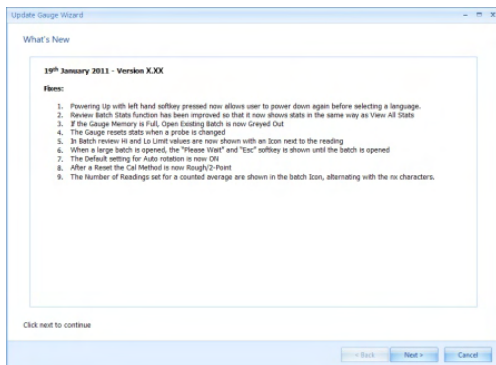 Update Gauge Wizard
What's New
19th January 2011 - Version X.XX
Fixes:
1. Powering Up with left hand softkey pressed now allows user to power down again before selecting a language.
2. Review Batch Stats function has been improved so that it now shows stats in the same way as View All Stats
3. If the Gauge Memory is Full, Open Existing Batch is now Greyed Out
4. The Gauge resets stats when a probe is changed
5. In Batch review Hi and Lo Limit values are now shown with an Icon next to the reading
6. When a large batch is opened, the "Please Wait" and "Esc" softkey is shown until the batch is opened
7. The Default setting for Auto rotation is now ON
8. After a Reset the Cal Method is now Rough/2-Point
9. The Number of Readings set for a counted average are shown in the batch Icon, alternating with the nx characters.
Click next to continue
< Back
Next >
Cancel